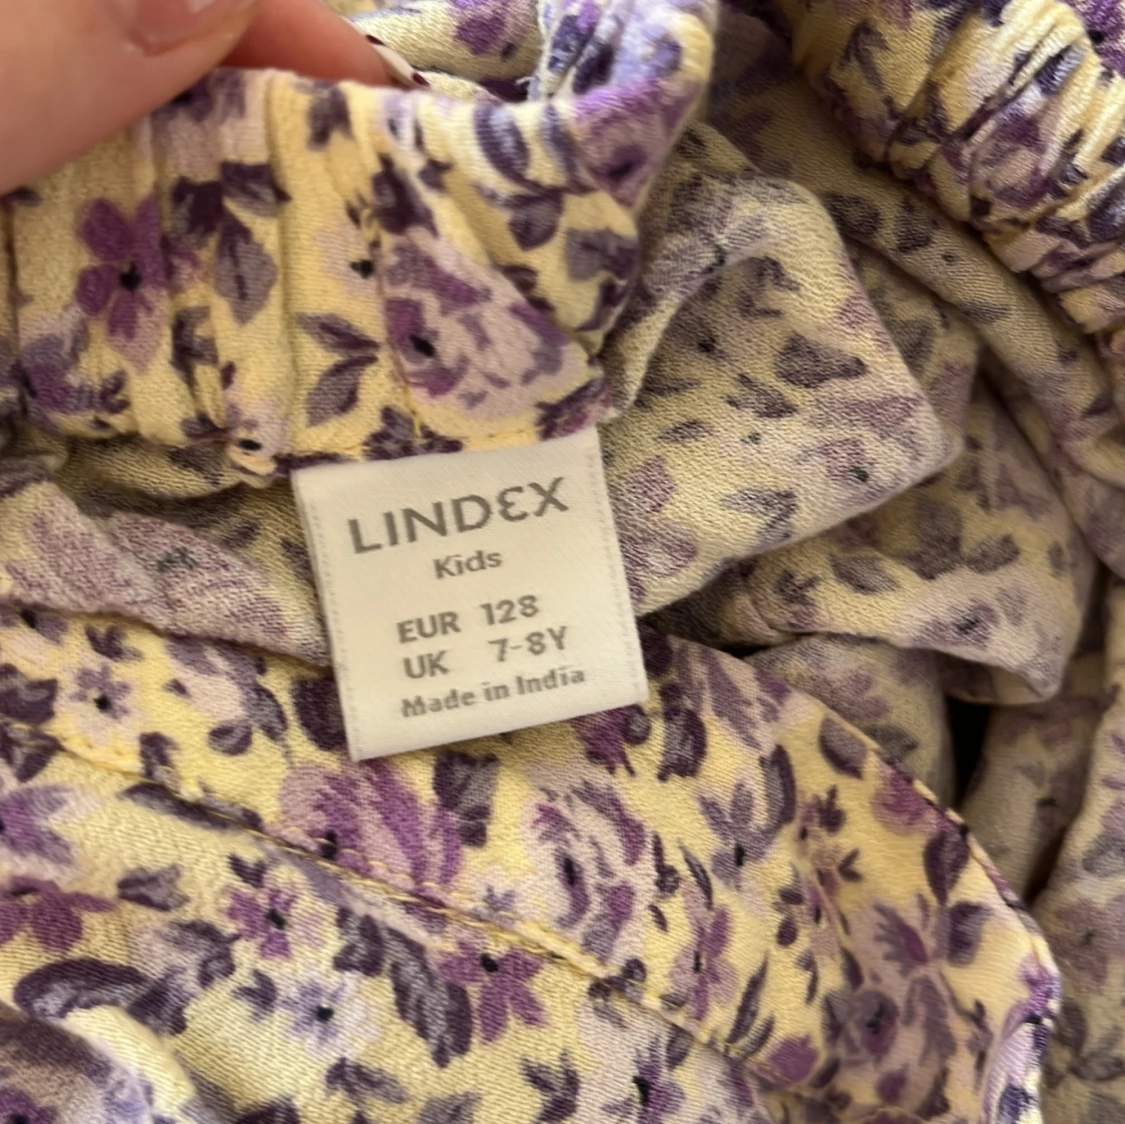 LINDEX
Kids
EUR 128
UK 7-8Y
Made in India